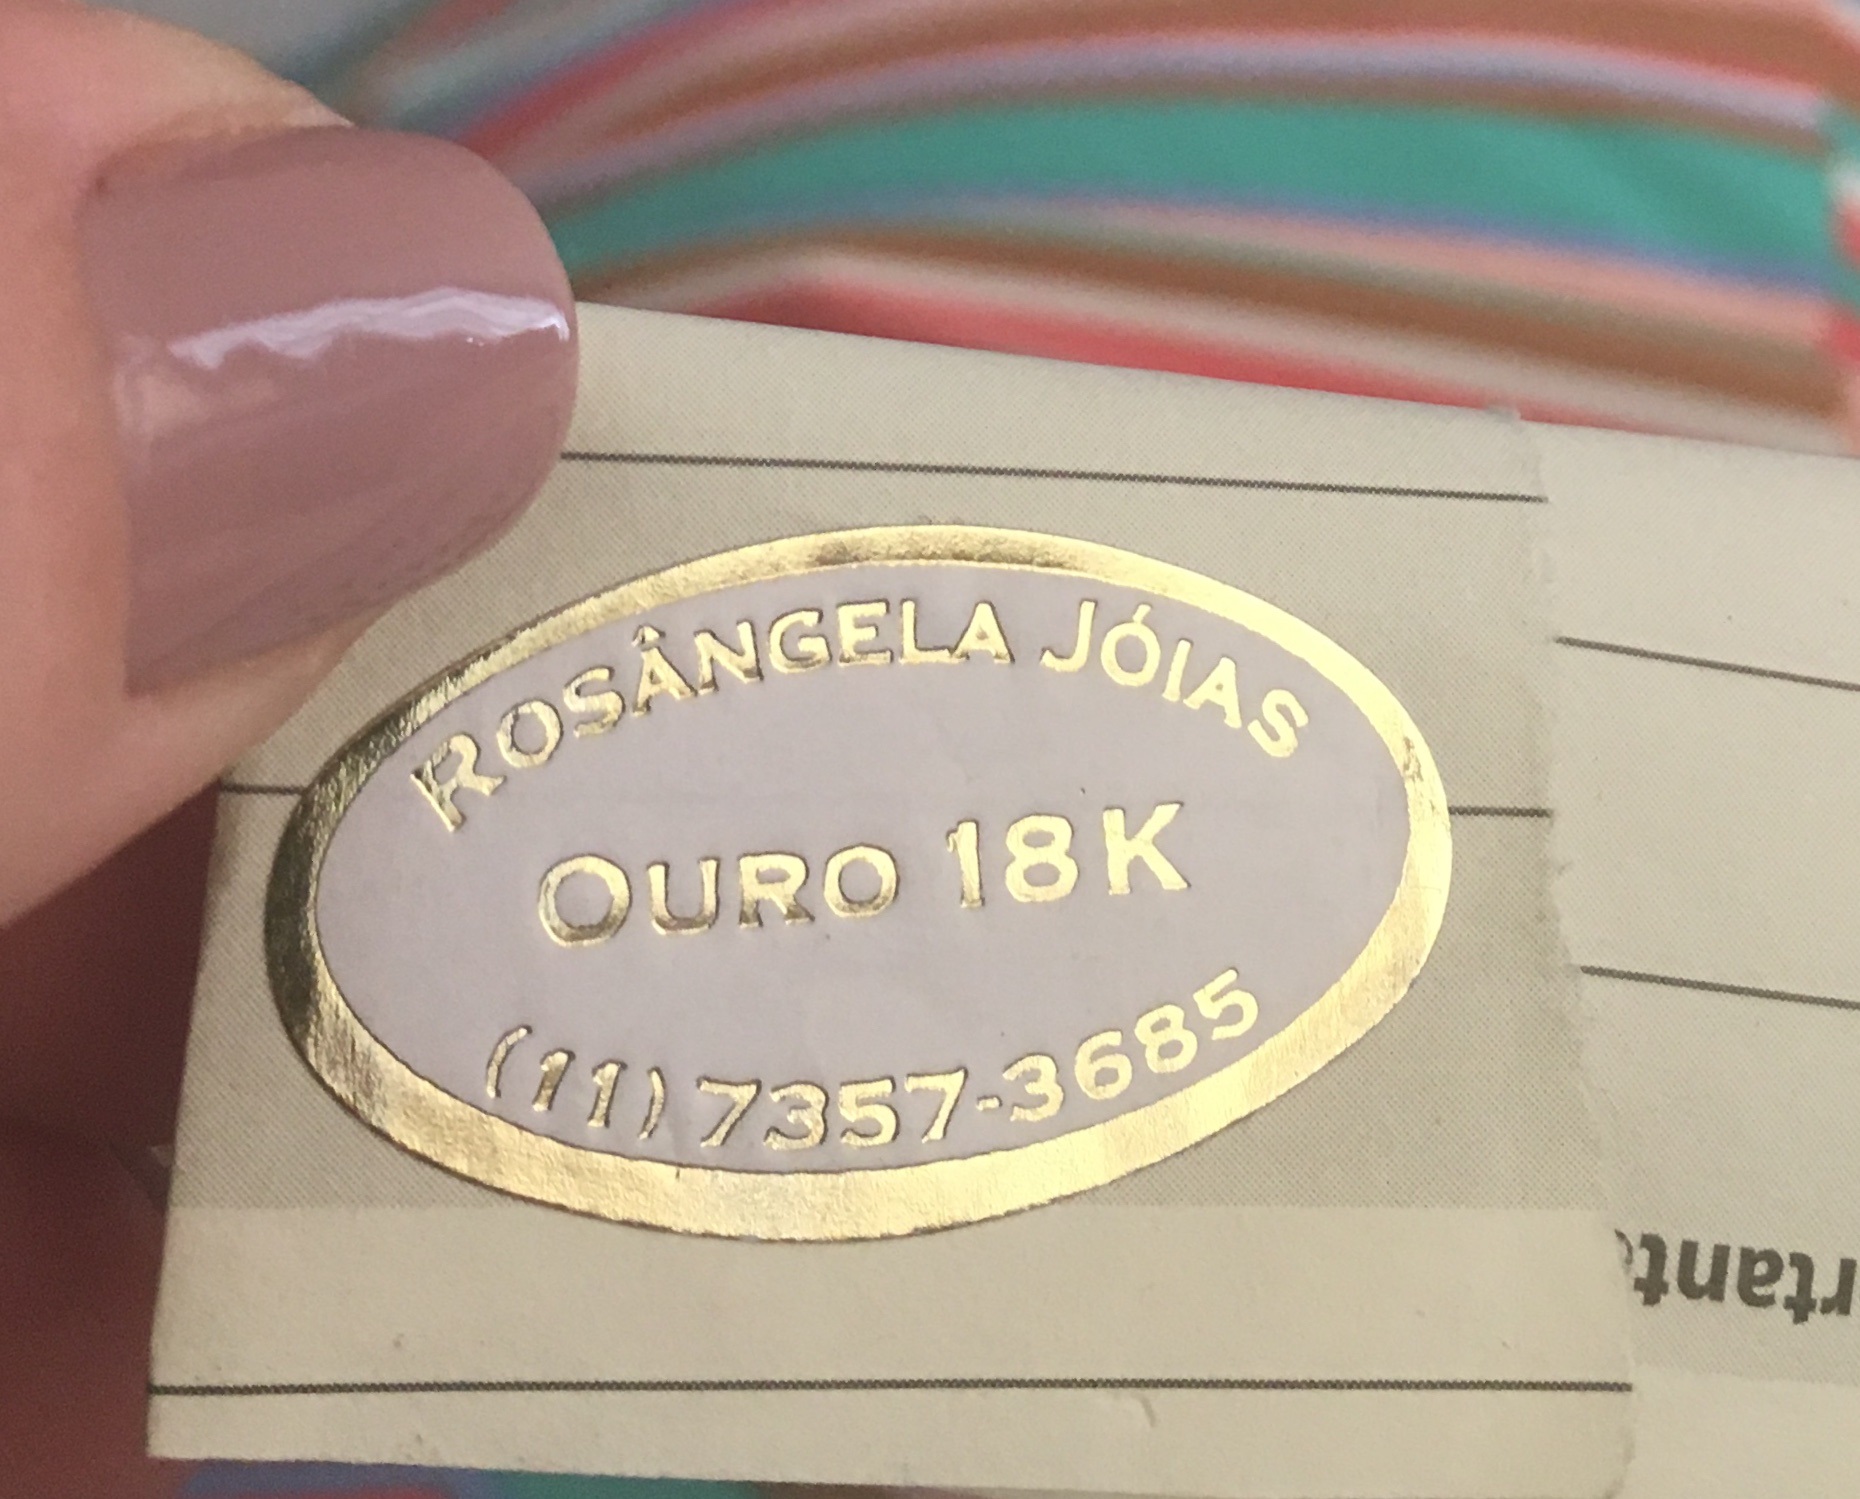 ROSÂNGELA JÓIAS
OURO 18K
(11) 7357-3685